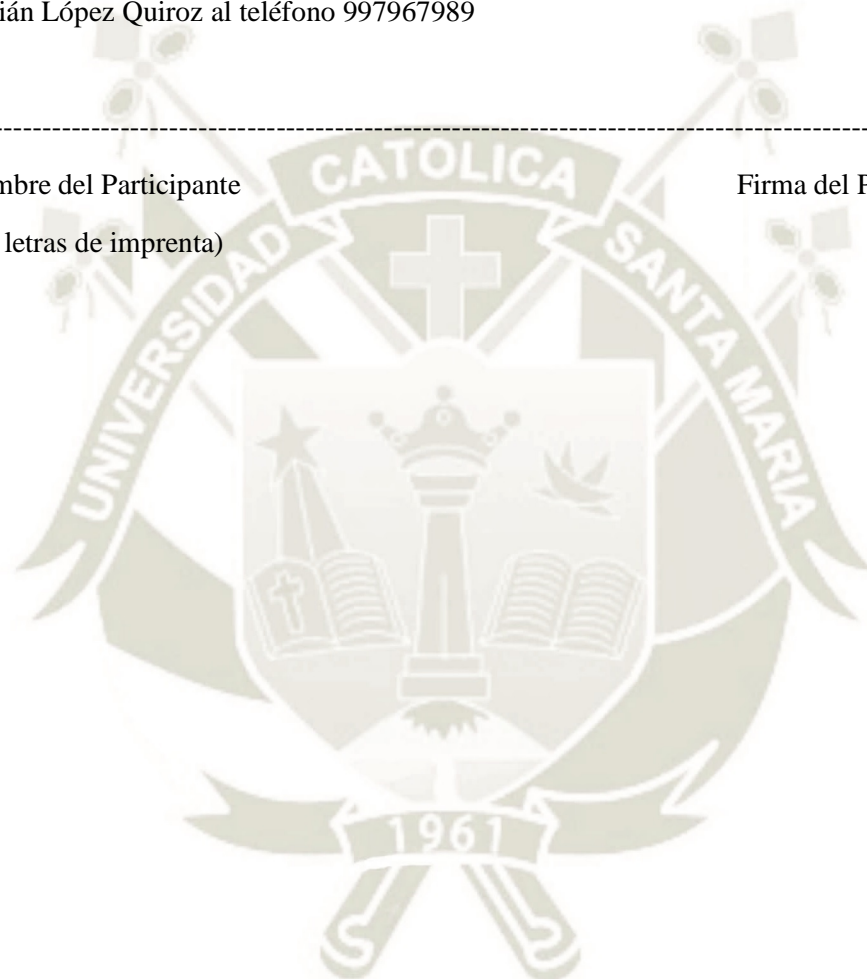 ián López Quiroz al teléfono 997967989
mbre del Participante
Firma del P
letras de imprenta)
UNIVERSIDAD CATOLICA SANTA MARIA
1961